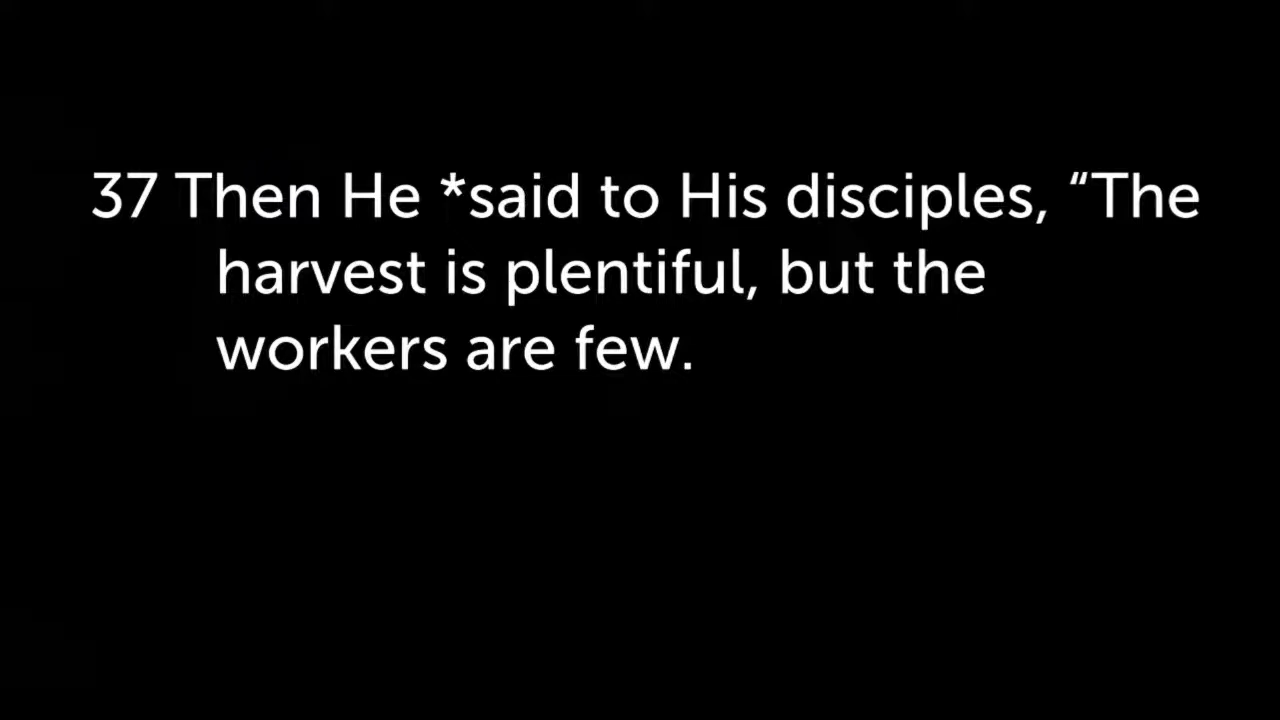 37 Then He *said to His disciples, “The
harvest is plentiful, but the
workers are few.